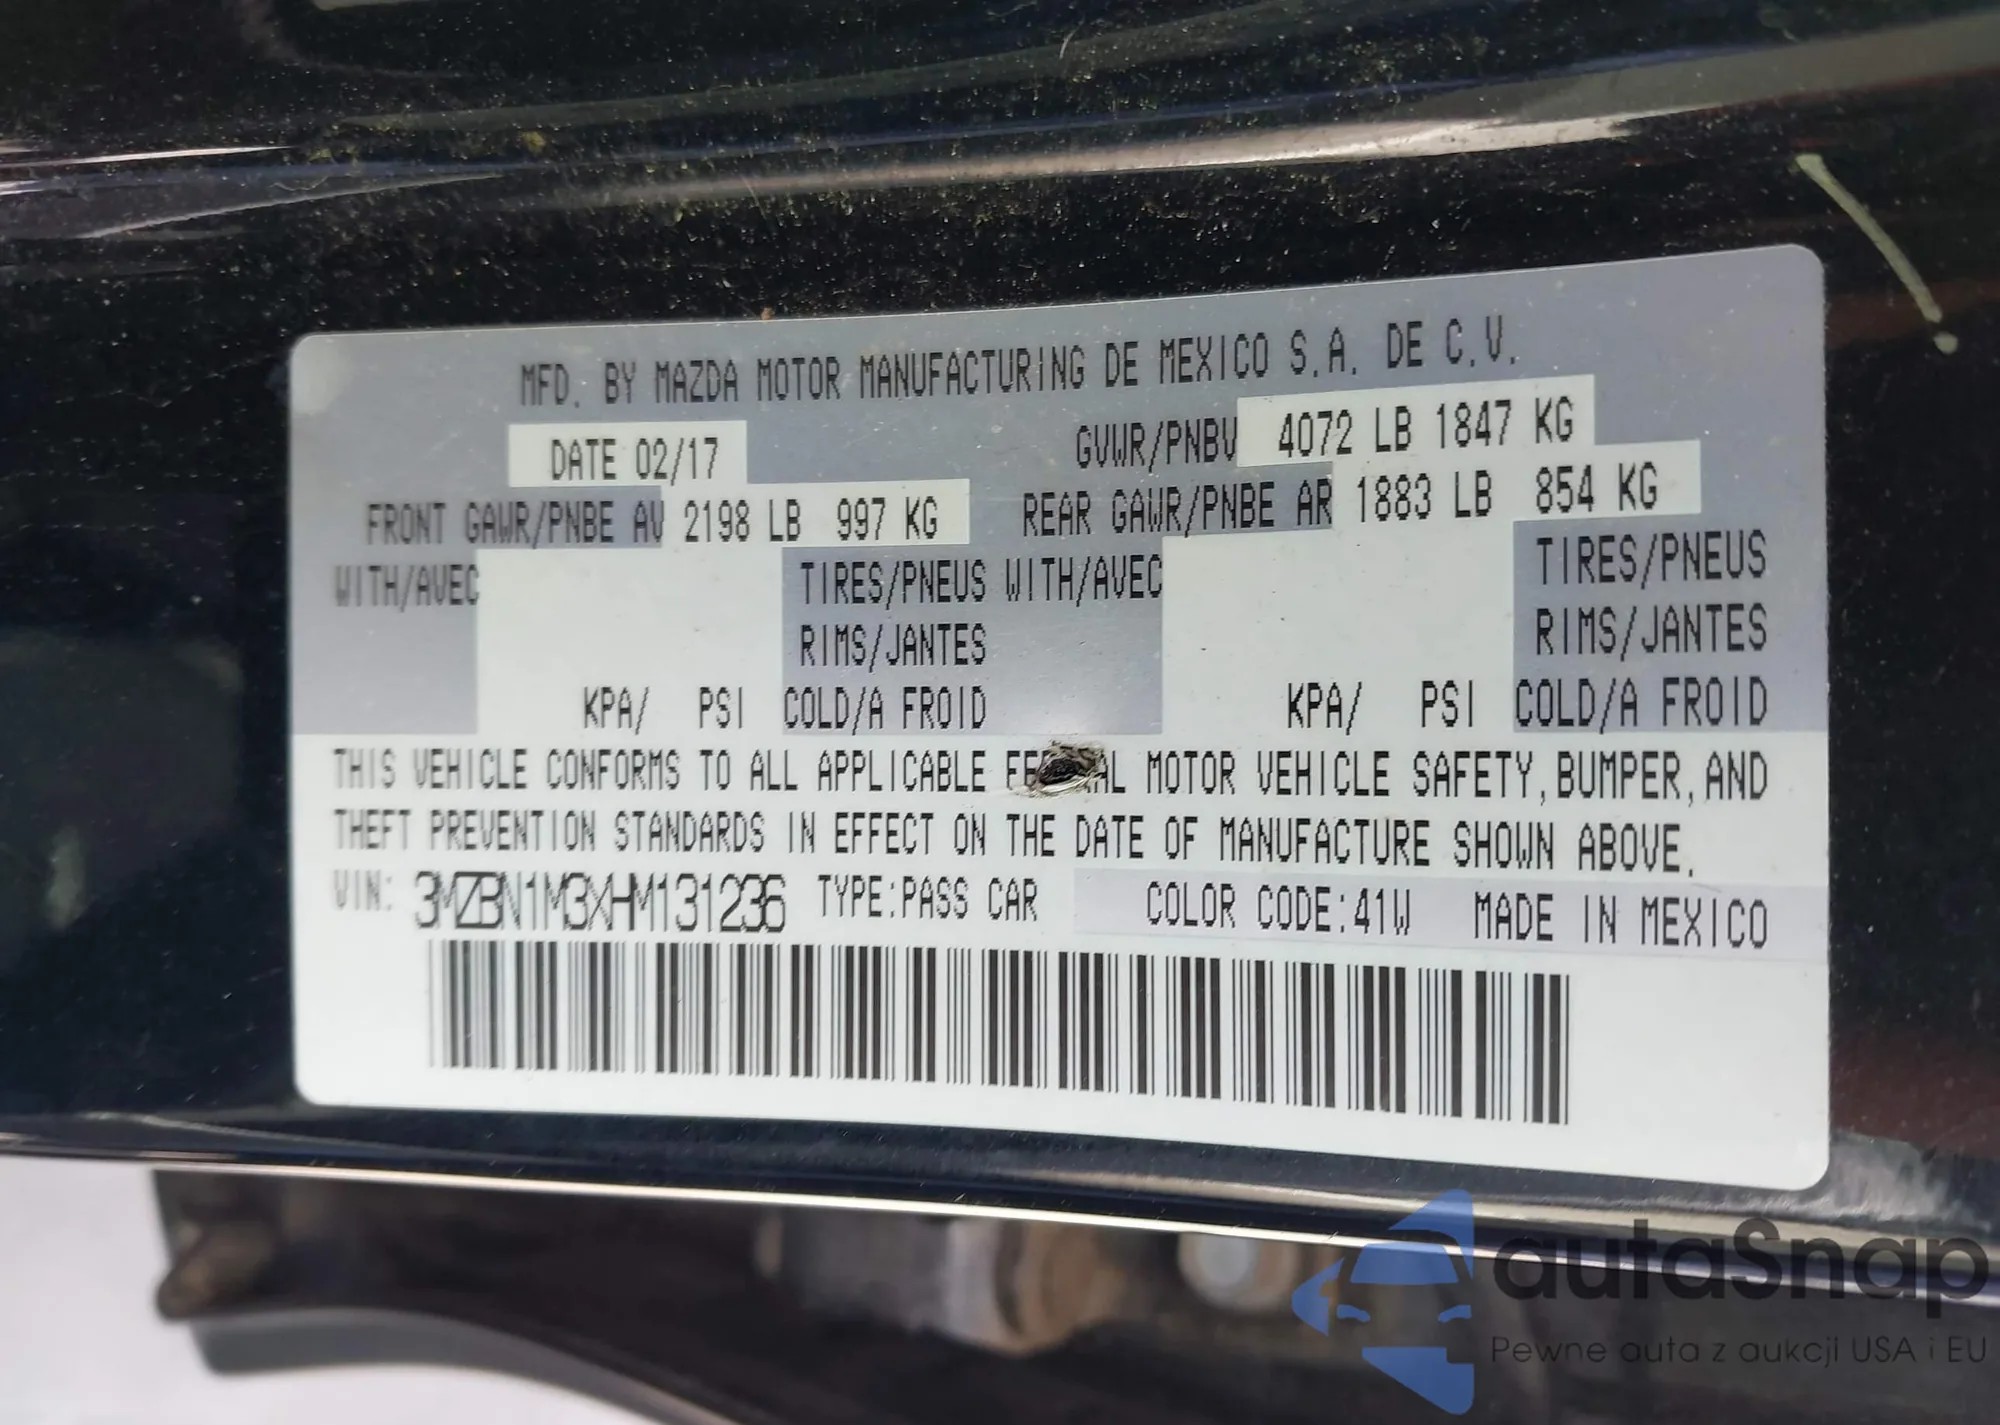 MFD. BY MAZDA MOTOR MANUFACTURING DE MEXICO S.A. DE C.V.
DATE 02/17 GVWR/PNBV 4072 LB 1847 KG
FRONT GAWR/PNBE AV 2198 LB 997 KG REAR GAWR/PNBE AR 1883 LB 854 KG
WITH/AVEC TIRES/PNEUS WITH/AVEC TIRES/PNEUS
RIMS/JANTES RIMS/JANTES
KPA/ PSI COLD/A FROID KPA/ PSI COLD/A FROID
THIS VEHICLE CONFORMS TO ALL APPLICABLE MOTOR VEHICLE SAFETY, BUMPER, AND
THEFT PREVENTION STANDARDS IN EFFECT ON THE DATE OF MANUFACTURE SHOWN ABOVE.
VIN: 3MZBN1M3XHM131236 TYPE:PASS CAR COLOR CODE:41W MADE IN MEXICO
autaSnap
Pewne auta z aukcji USA i EU